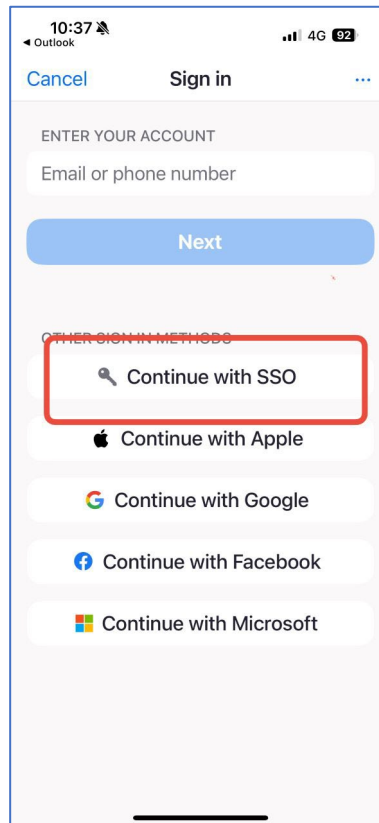 10:37
◀ Outlook
4G 92
Cancel Sign in ...
ENTER YOUR ACCOUNT
Email or phone number
Next
OTHER SIGN IN METHODS
Continue with SSO
Continue with Apple
Continue with Google
Continue with Facebook
Continue with Microsoft